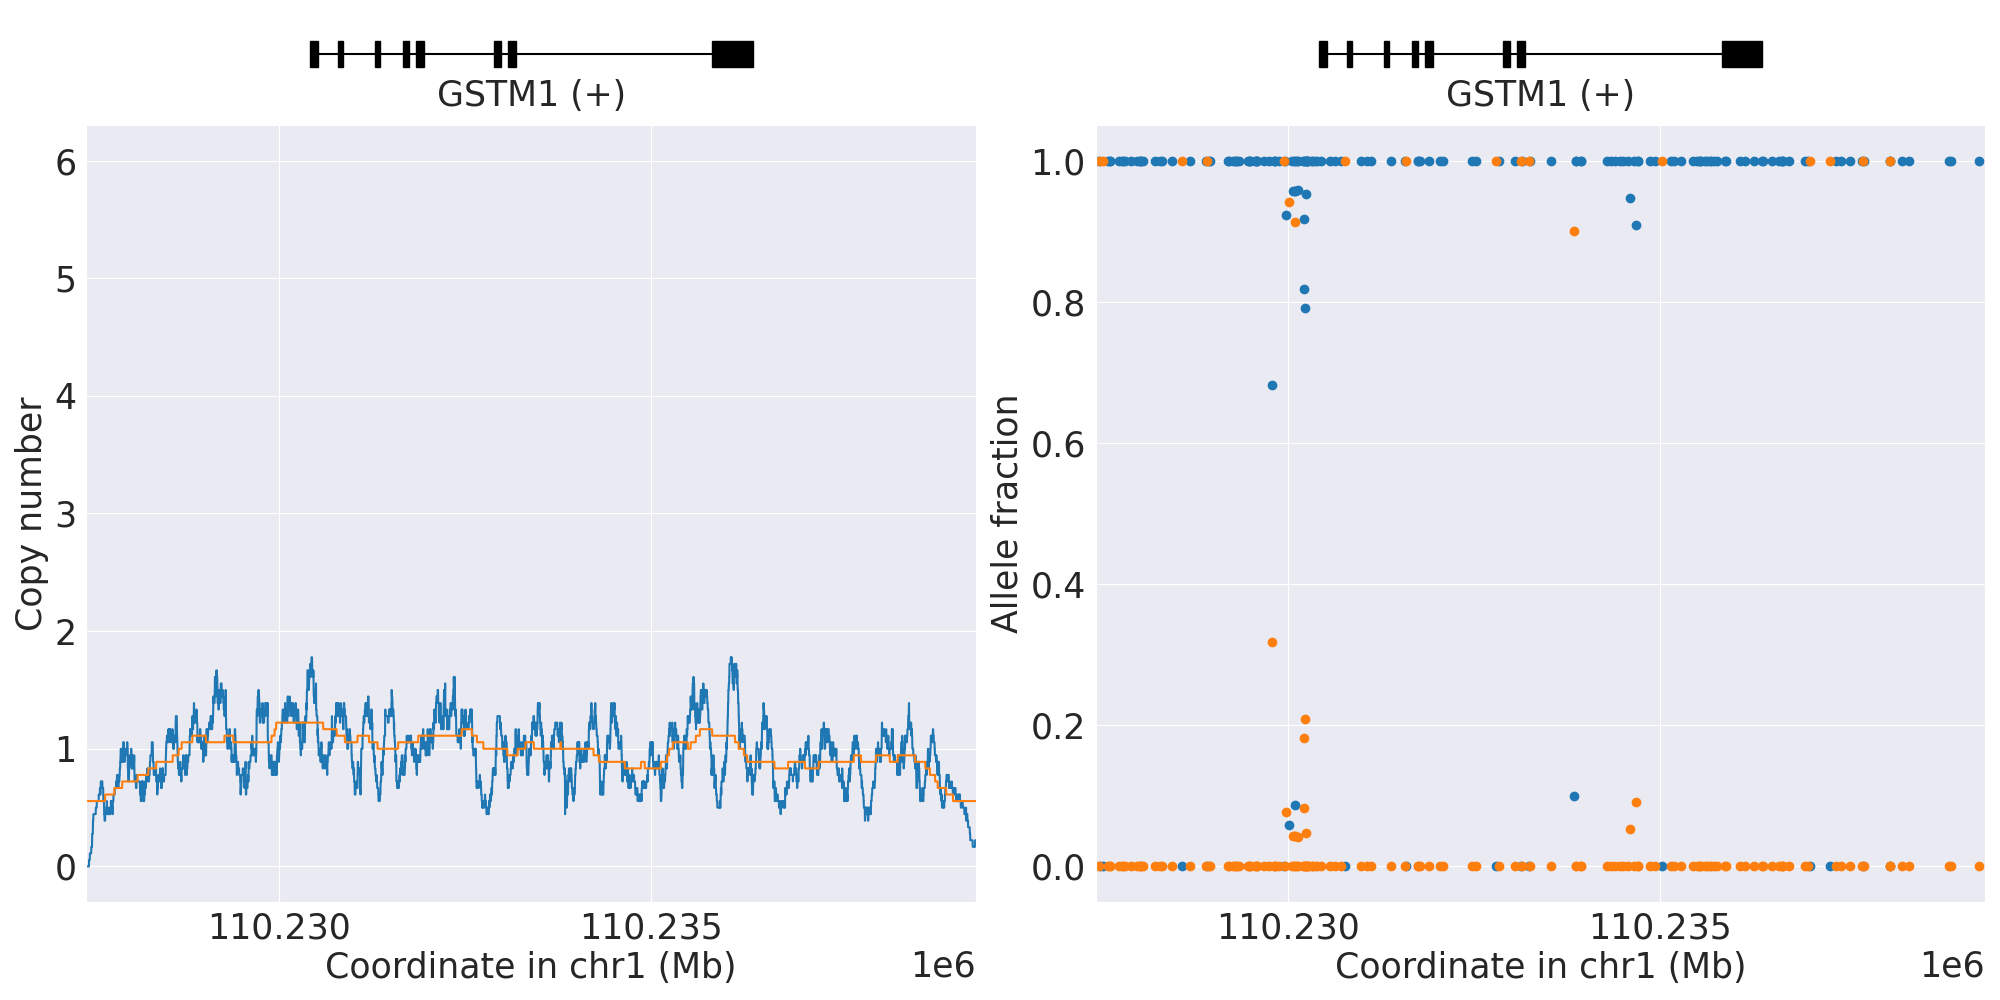 GSTM1 (+)
6
5
4
3
2
1
0
Copy number
110.230
110.235
Coordinate in chr1 (Mb)
1e6
GSTM1 (+)
1.0
0.8
0.6
0.4
0.2
0.0
Allele fraction
110.230
110.235
Coordinate in chr1 (Mb)
1e6